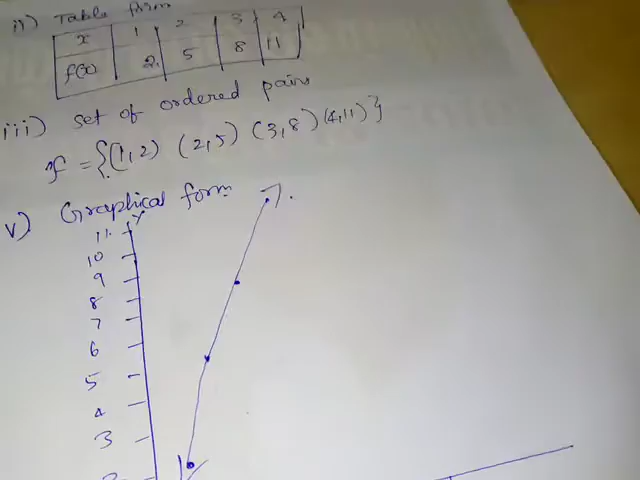 ii) Table form
x 1 2 3 4
f(x) 2 5 8 11
iii) set of ordered pairs
f = {(1,2) (2,5) (3,8) (4,11)}
v) Graphical form
Y
11
10
9
8
7
6
5
4
3
2